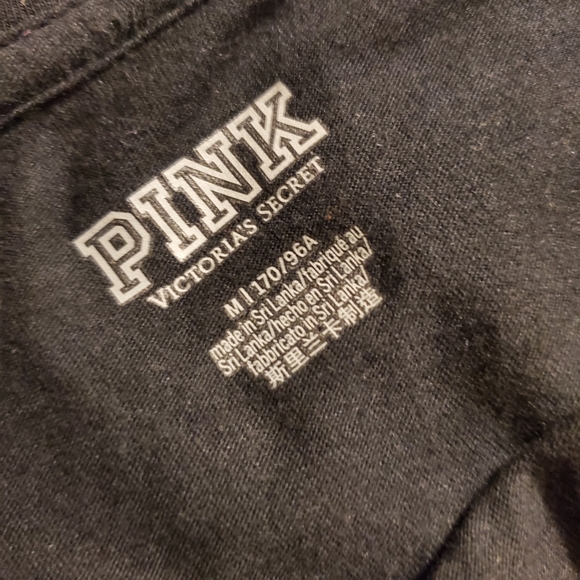 PINK
VICTORIA'S SECRET
M | 170/96A
made in Sri Lanka/fabriqué au
Sri Lanka/hecho en Sri Lanka/
fabbricato in Sri Lanka/
斯里兰卡制造